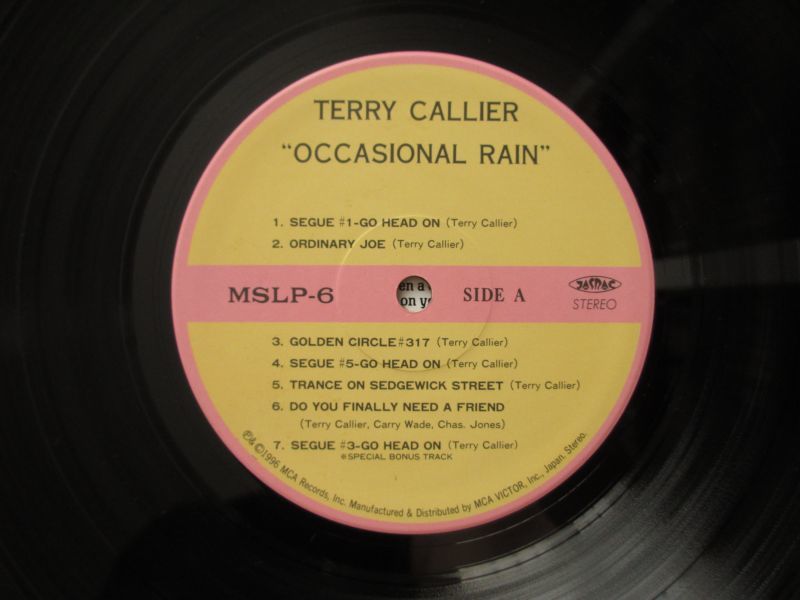 TERRY CALLIER
"OCCASIONAL RAIN"
1. SEGUE #1-GO HEAD ON (Terry Callier)
2. ORDINARY JOE (Terry Callier)
MSLP-6
en a
on y
SIDE A
JASRAC
STEREO
3. GOLDEN CIRCLE #317 (Terry Callier)
4. SEGUE #5-GO HEAD ON (Terry Callier)
5. TRANCE ON SEDGEWICK STREET (Terry Callier)
6. DO YOU FINALLY NEED A FRIEND
(Terry Callier, Carry Wade, Chas. Jones)
7. SEGUE #3-GO HEAD ON (Terry Callier)
※SPECIAL BONUS TRACK
℗&©1996 MCA Records, Inc. Manufactured & Distributed by MCA VICTOR, Inc., Japan. Stereo.